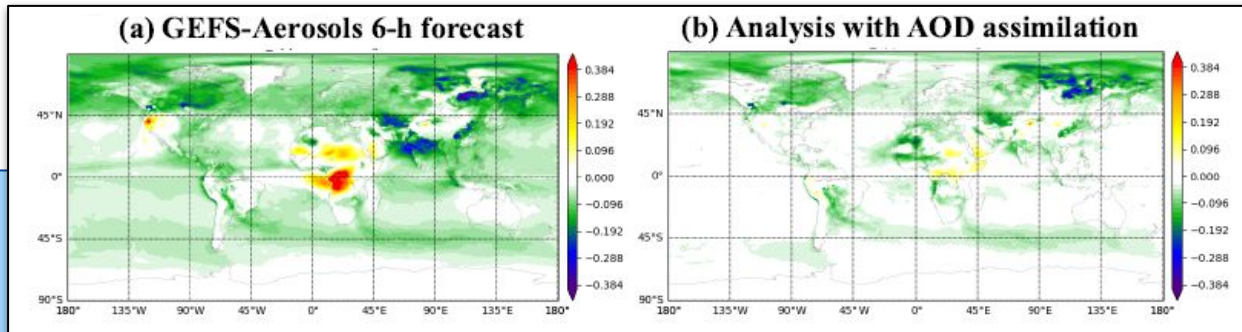 (a) GEFS-Aerosols 6-h forecast
(b) Analysis with AOD assimilation
45°N
0°
45°S
90°S
180° 135°W 90°W 45°W 0° 45°E 90°E 135°E 180°
0.384
0.288
0.192
0.096
0.000
−0.096
−0.192
−0.288
−0.384
45°N
0°
45°S
90°S
180° 135°W 90°W 45°W 0° 45°E 90°E 135°E 180°
0.384
0.288
0.192
0.096
0.000
−0.096
−0.192
−0.288
−0.384